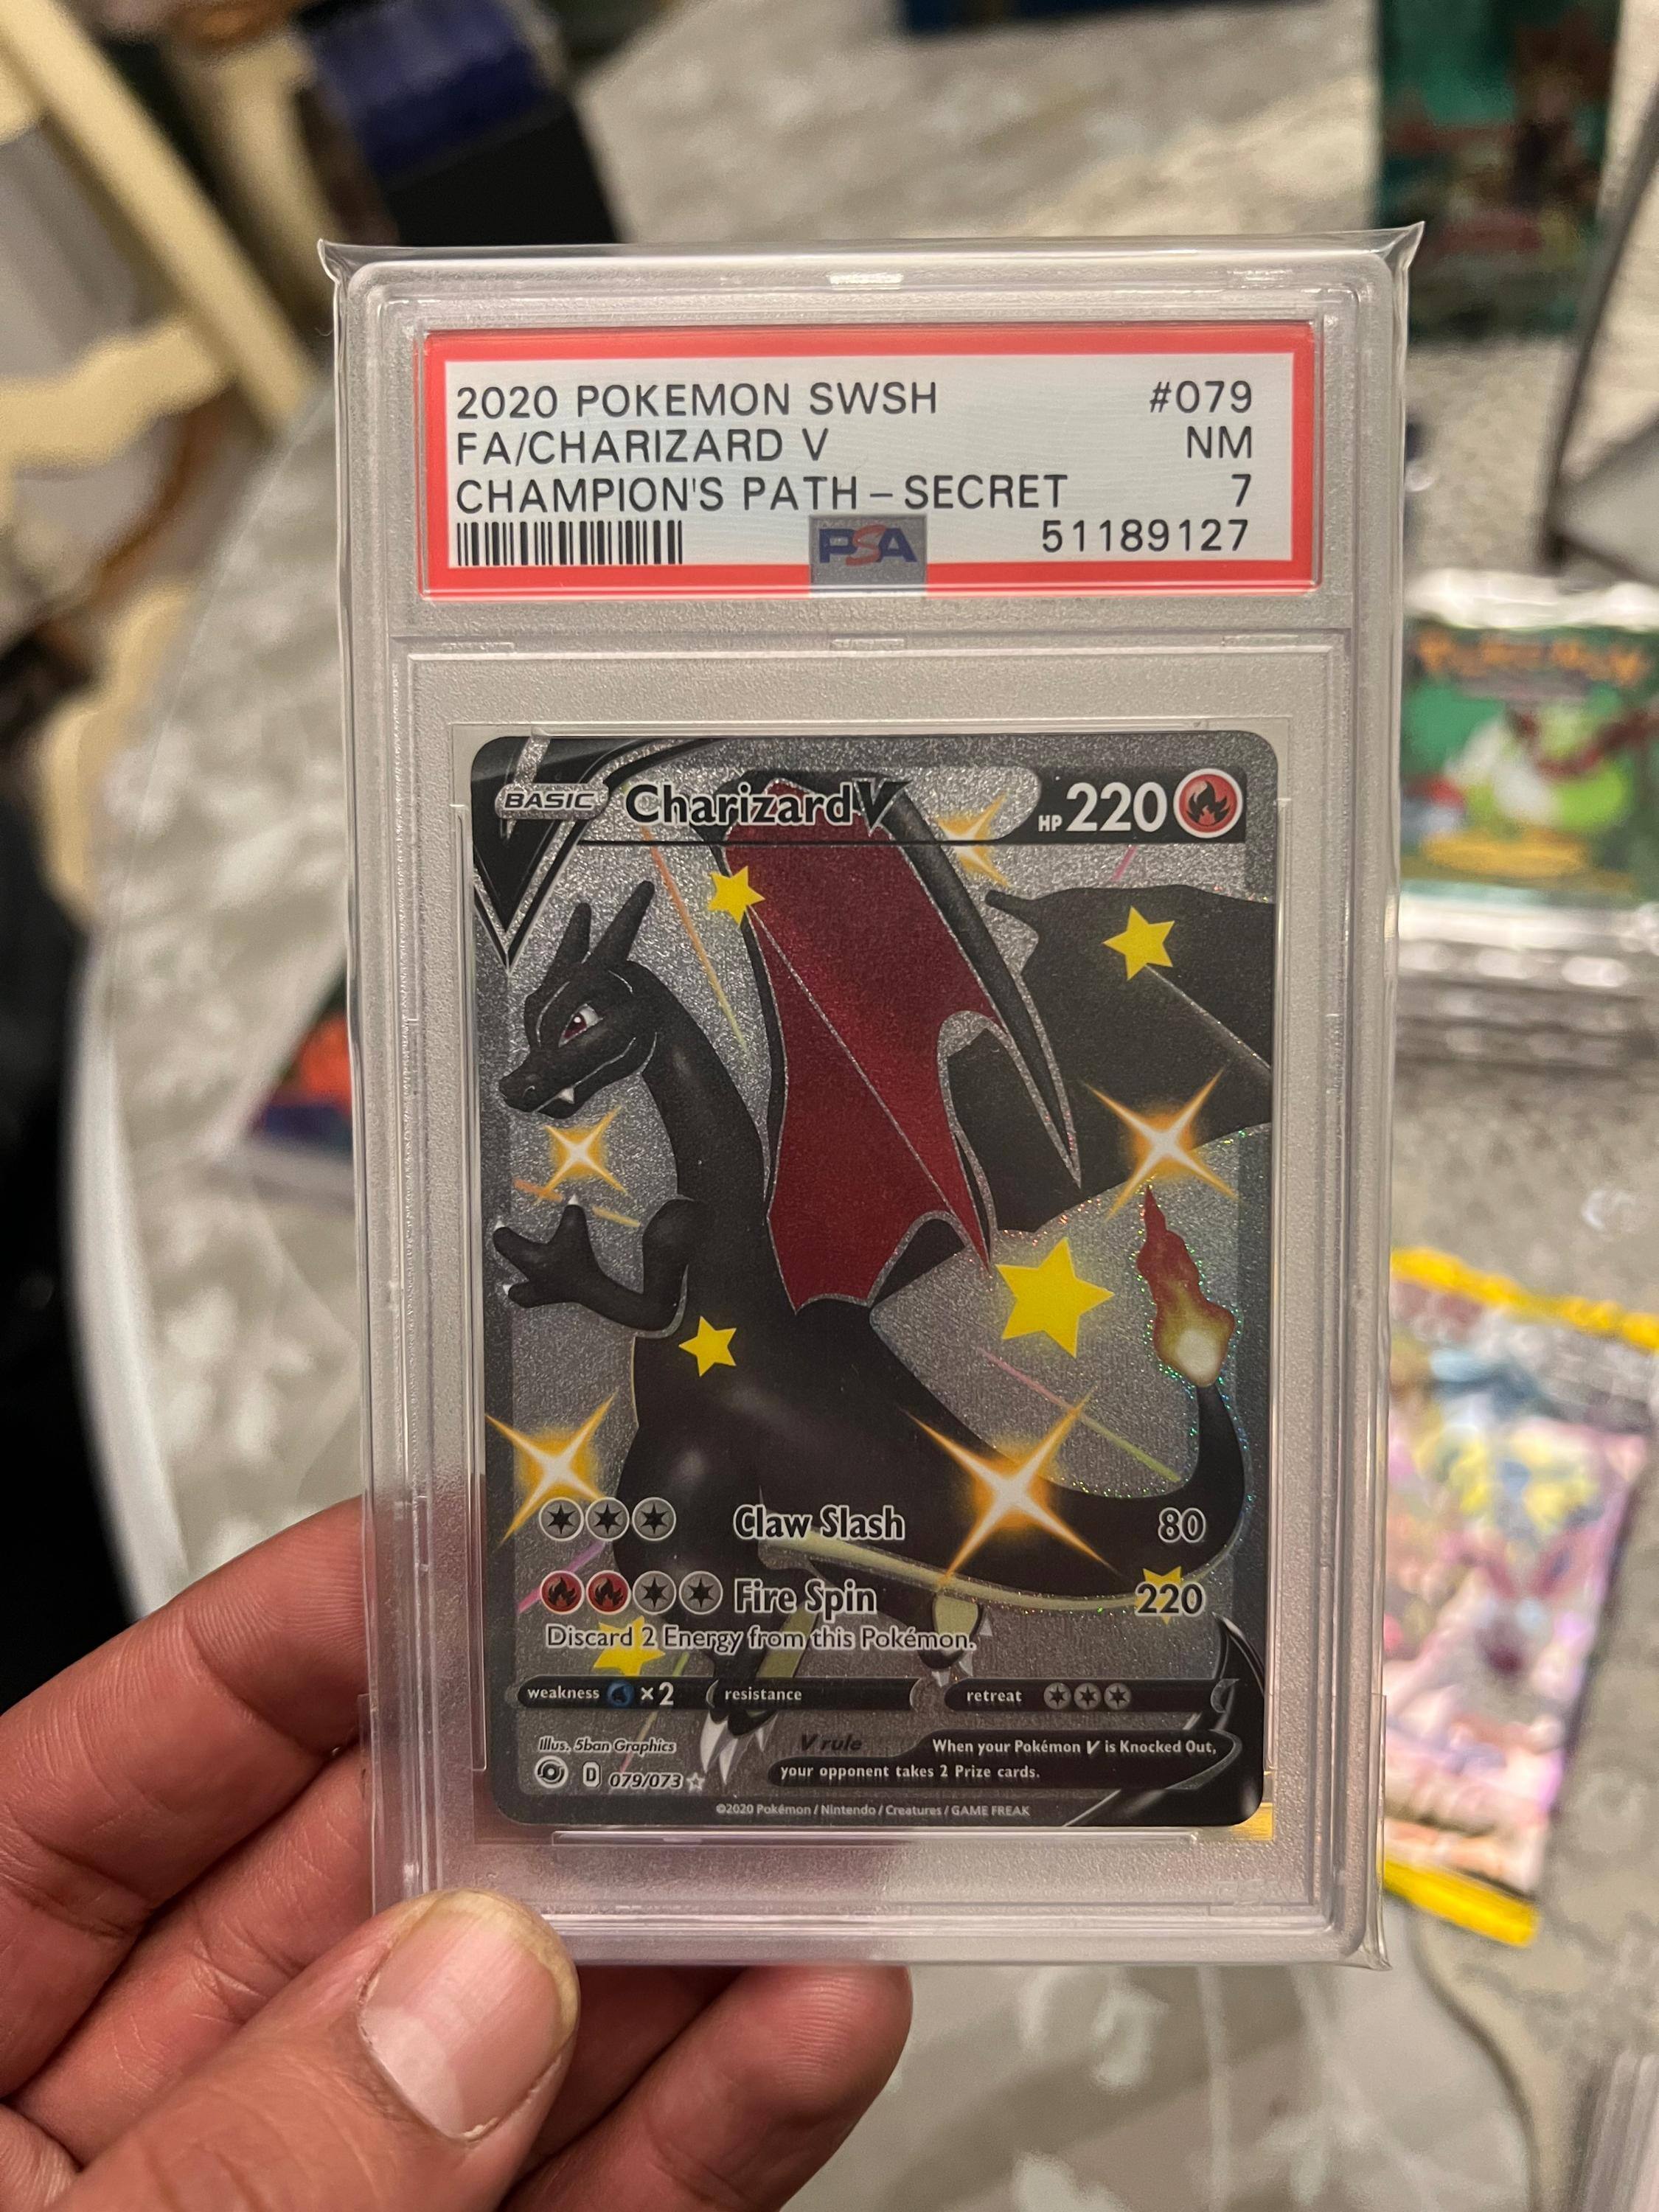 2020 POKEMON SWSH #079
FA/CHARIZARD V NM
CHAMPION'S PATH - SECRET 7
PSA 51189127
BASIC Charizard V HP 220
Claw Slash 80
Fire Spin 220
Discard 2 Energy from this Pokémon.
weakness ×2 resistance retreat
Illus. 5ban Graphics
V rule When your Pokémon V is Knocked Out,
your opponent takes 2 Prize cards.
D 079/073
©2020 Pokémon / Nintendo / Creatures / GAME FREAK
POKEMON